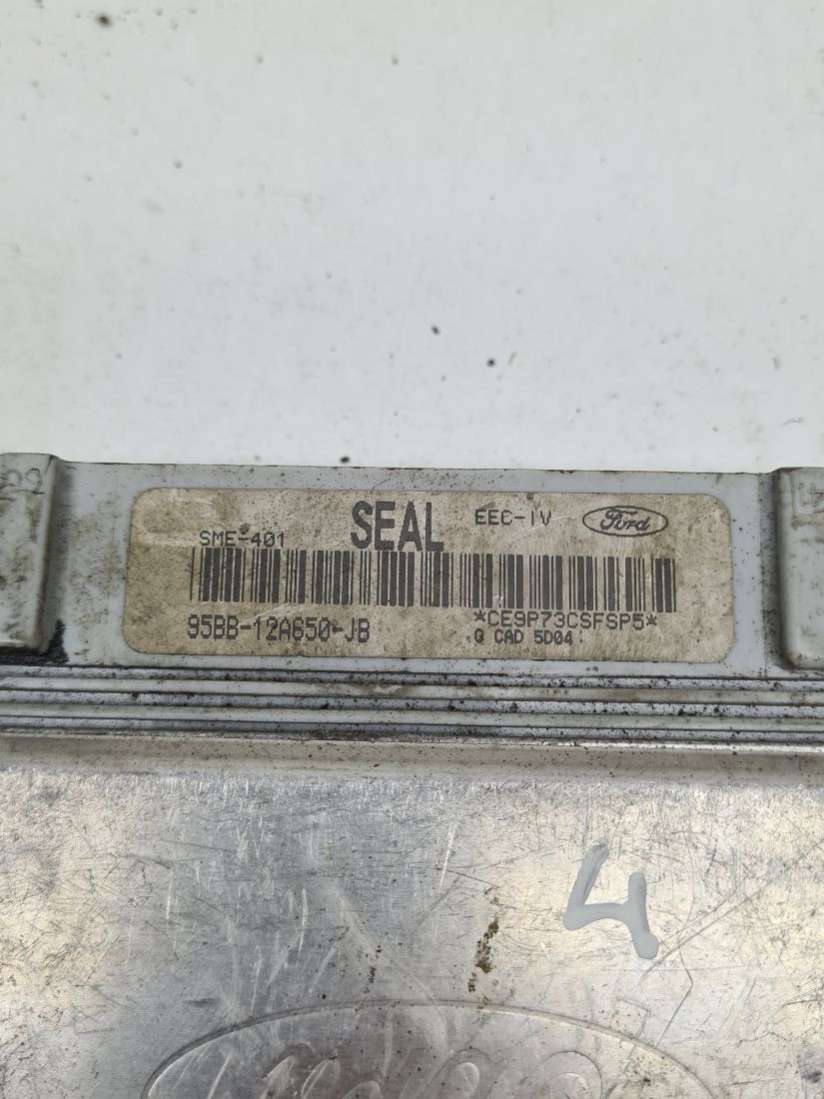 SME-401 SEAL EEC-IV Ford
95BB-12A650-JB *CE9P73CSFSP5*
Q CAD 5D04
4